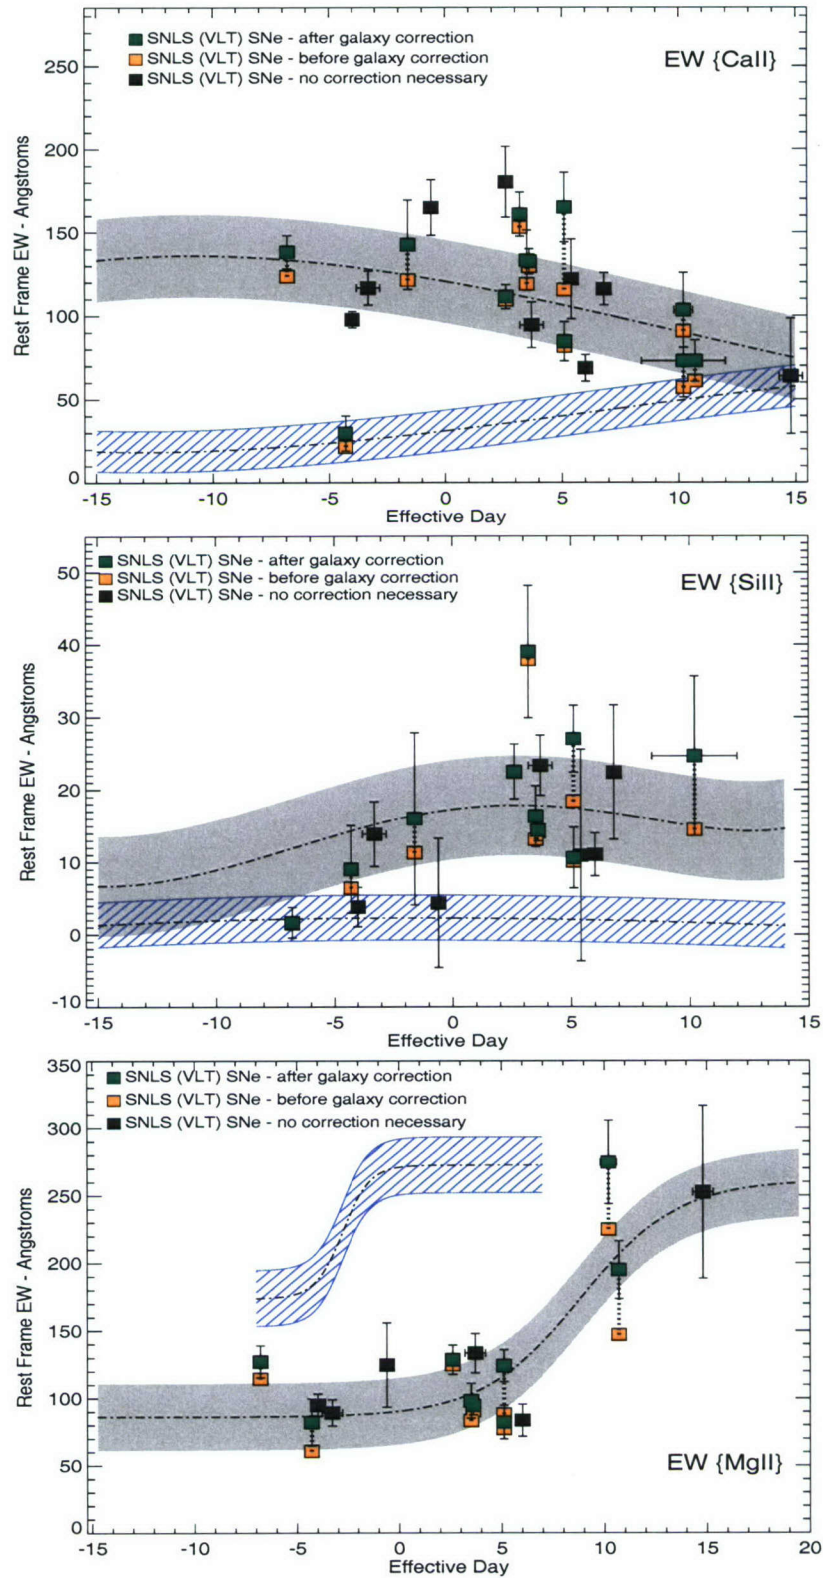 SNLS (VLT) SNe - after galaxy correction
SNLS (VLT) SNe - before galaxy correction
SNLS (VLT) SNe - no correction necessary
EW {CaII}
Rest Frame EW - Angstroms
250
200
150
100
50
0
-15 -10 -5 0 5 10 15
Effective Day
SNLS (VLT) SNe - after galaxy correction
SNLS (VLT) SNe - before galaxy correction
SNLS (VLT) SNe - no correction necessary
EW {SiII}
Rest Frame EW - Angstroms
50
40
30
20
10
0
-10
-15 -10 -5 0 5 10 15
Effective Day
SNLS (VLT) SNe - after galaxy correction
SNLS (VLT) SNe - before galaxy correction
SNLS (VLT) SNe - no correction necessary
EW {MgII}
Rest Frame EW - Angstroms
350
300
250
200
150
100
50
0
-15 -10 -5 0 5 10 15 20
Effective Day